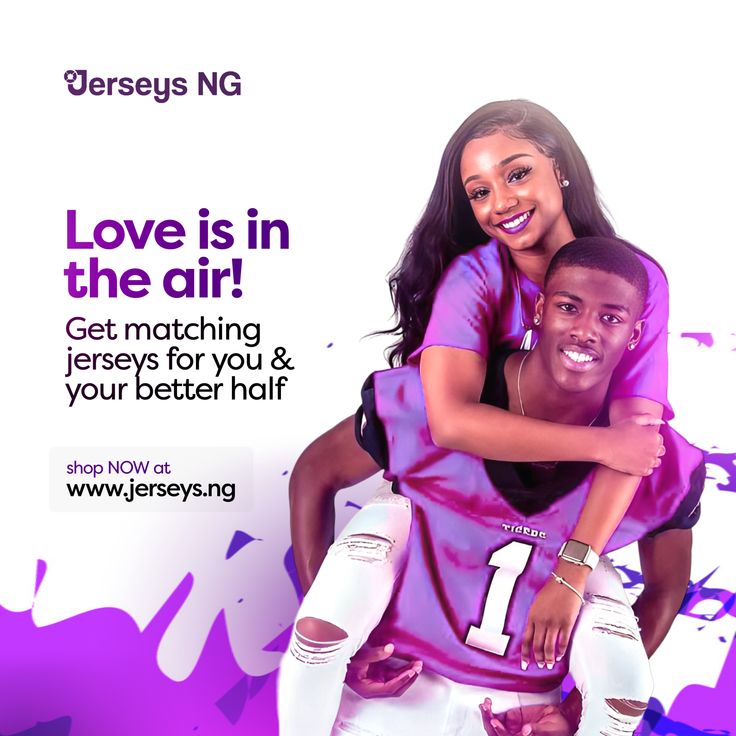 Jerseys NG
Love is in
the air!
Get matching
jerseys for you &
your better half
shop NOW at
www.jerseys.ng
TIGERS
1